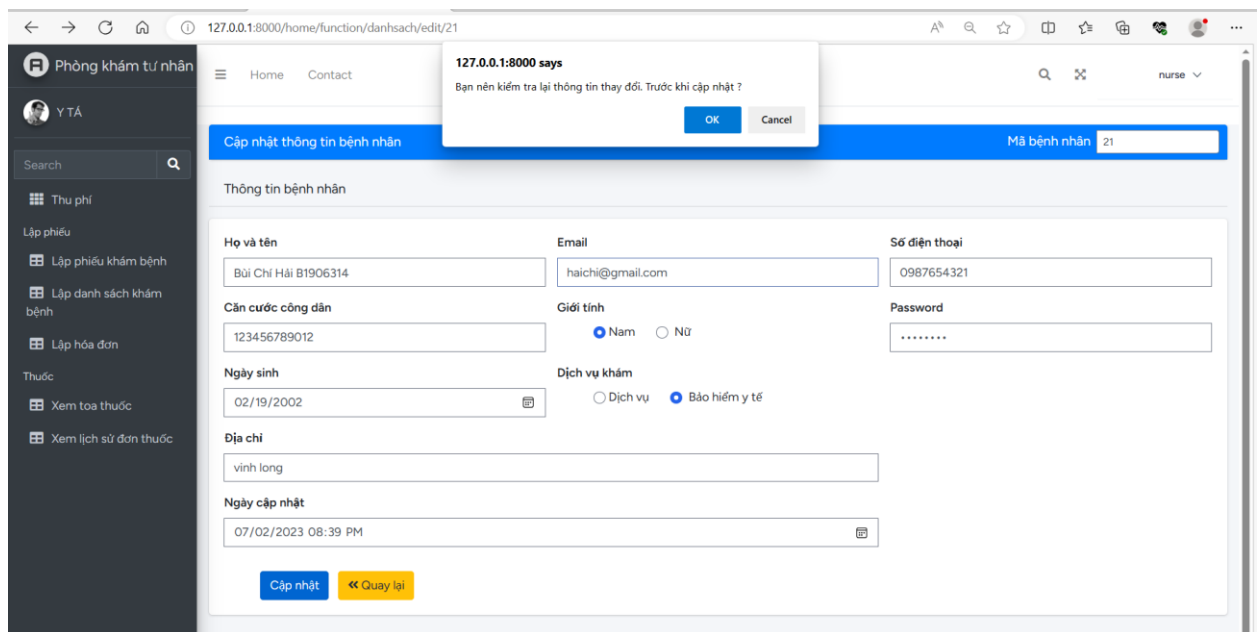 127.0.0.1:8000/home/function/danhsach/edit/21
127.0.0.1:8000 says
Bạn nên kiểm tra lại thông tin thay đổi. Trước khi cập nhật ?
OK Cancel
Phòng khám tư nhân
Y TÁ
Search
Thu phí
Lập phiếu
Lập phiếu khám bệnh
Lập danh sách khám
bệnh
Lập hóa đơn
Thuốc
Xem toa thuốc
Xem lịch sử đơn thuốc
Home Contact
nurse
Cập nhật thông tin bệnh nhân
Mã bệnh nhân 21
Thông tin bệnh nhân
Họ và tên Email Số điện thoại
Bùi Chí Hải B1906314 haichi@gmail.com 0987654321
Căn cước công dân Giới tính Password
123456789012 Nam Nữ ••••••••
Ngày sinh Dịch vụ khám
02/19/2002 Dịch vụ Bảo hiểm y tế
Địa chỉ
vinh long
Ngày cập nhật
07/02/2023 08:39 PM
Cập nhật Quay lại